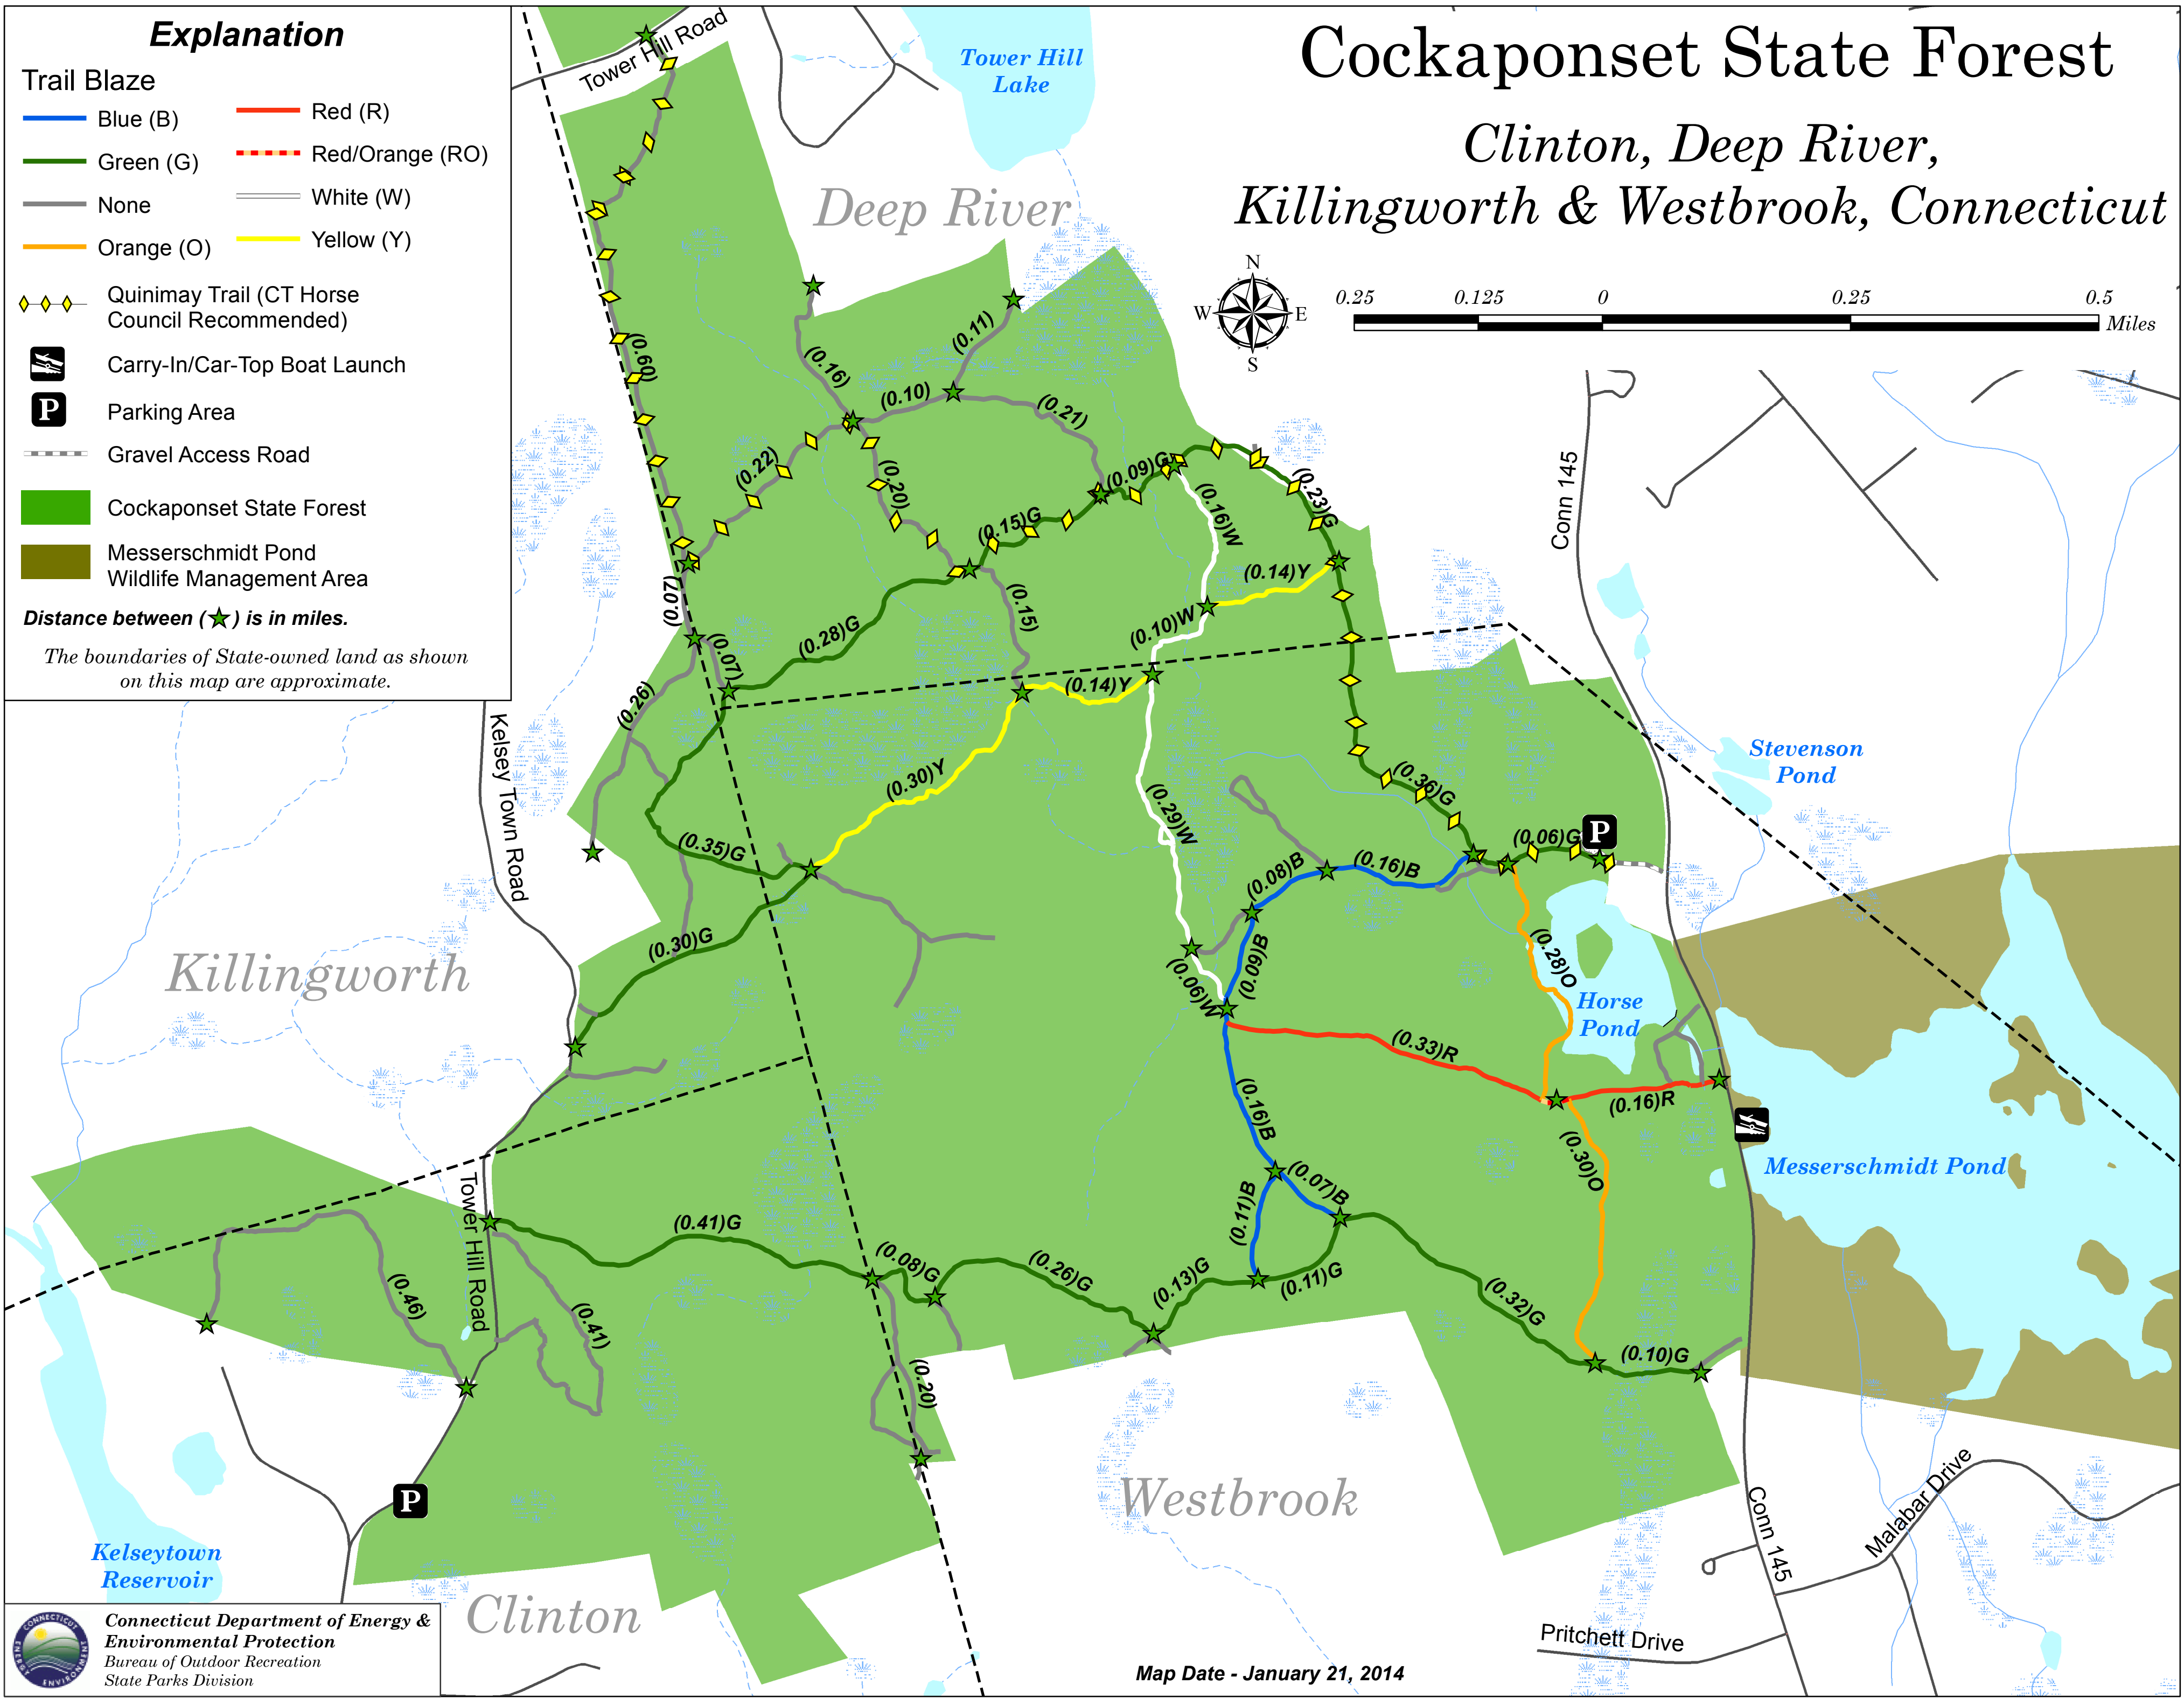 Explanation
Trail Blaze
Blue (B)
Green (G)
None
Orange (O)
Red (R)
Red/Orange (RO)
White (W)
Yellow (Y)
Quinimay Trail (CT Horse
Council Recommended)
Carry-In/Car-Top Boat Launch
P
Parking Area
Gravel Access Road
Cockaponset State Forest
Messerschmidt Pond
Wildlife Management Area
Distance between ( ) is in miles.
The boundaries of State-owned land as shown
on this map are approximate.
Cockaponset State Forest
Clinton, Deep River,
Killingworth & Westbrook, Connecticut
N
W
E
S
0.25
0.125
0
0.25
0.5
Miles
Tower Hill Road
Tower Hill
Lake
Deep River
(0.60)
(0.16)
(0.11)
(0.10)
(0.21)
(0.22)
(0.20)
(0.09)G
(0.15)G
(0.16)W
(0.23)G
(0.14)Y
(0.07)
(0.07)
(0.28)G
(0.15)
(0.10)W
(0.14)Y
(0.26)
(0.30)Y
(0.29)W
(0.36)G
(0.35)G
(0.06)G
P
(0.08)B
(0.16)B
(0.30)G
(0.09)B
(0.06)W
(0.28)O
Conn 145
Stevenson
Pond
Kelsey Town Road
Killingworth
Horse
Pond
(0.33)R
(0.16)R
(0.16)B
(0.30)O
Messerschmidt Pond
(0.07)B
(0.11)B
Tower Hill Road
(0.41)G
(0.08)G
(0.26)G
(0.13)G
(0.11)G
(0.32)G
(0.10)G
(0.46)
(0.41)
(0.20)
P
Westbrook
Conn 145
Malabar Drive
Pritchett Drive
Kelseytown
Reservoir
Clinton
CONNECTICUT
ENERGY
ENVIRONMENT
Connecticut Department of Energy &
Environmental Protection
Bureau of Outdoor Recreation
State Parks Division
Map Date - January 21, 2014